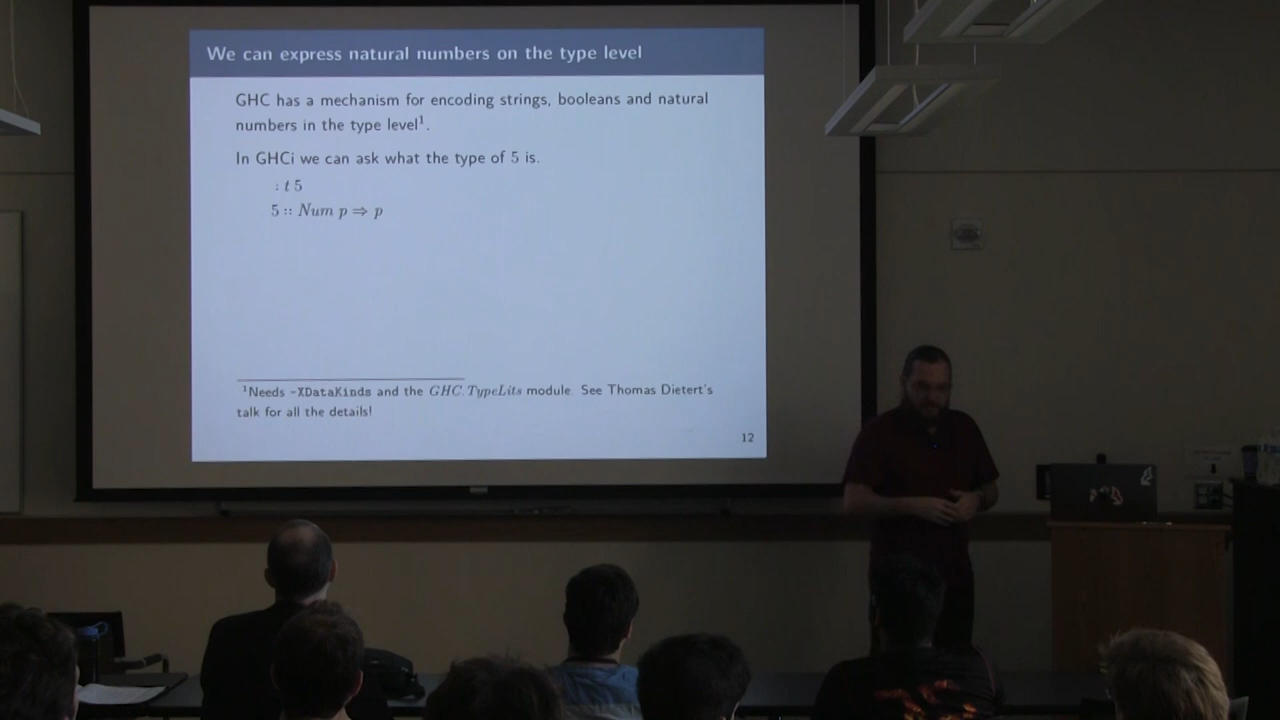 We can express natural numbers on the type level
GHC has a mechanism for encoding strings, booleans and natural
numbers in the type level¹.
In GHCi we can ask what the type of 5 is.
: t 5
5 :: Num p ⇒ p
¹Needs -XDataKinds and the GHC.TypeLits module. See Thomas Dietert's
talk for all the details!
12